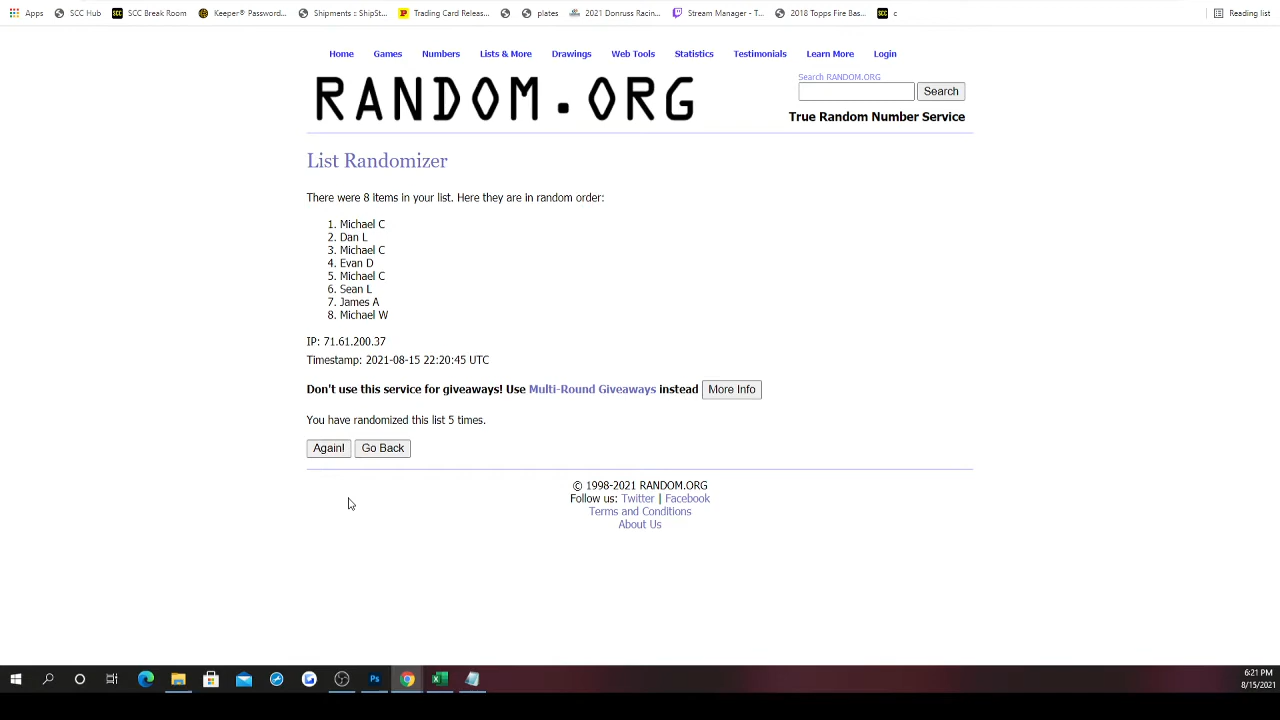 Apps SCC Hub SCC Break Room Keeper® Password... Shipments :: ShipSt... Trading Card Releas... plates 2021 Donruss Racin... Stream Manager - T... 2018 Topps Fire Bas... SCC c Reading list
Home Games Numbers Lists & More Drawings Web Tools Statistics Testimonials Learn More Login
RANDOM.ORG
Search RANDOM.ORG
Search
True Random Number Service
List Randomizer
There were 8 items in your list. Here they are in random order:
1. Michael C
2. Dan L
3. Michael C
4. Evan D
5. Michael C
6. Sean L
7. James A
8. Michael W
IP: 71.61.200.37
Timestamp: 2021-08-15 22:20:45 UTC
Don't use this service for giveaways! Use Multi-Round Giveaways instead More Info
You have randomized this list 5 times.
Again! Go Back
© 1998-2021 RANDOM.ORG
Follow us: Twitter | Facebook
Terms and Conditions
About Us
Ps
6:21 PM
8/15/2021